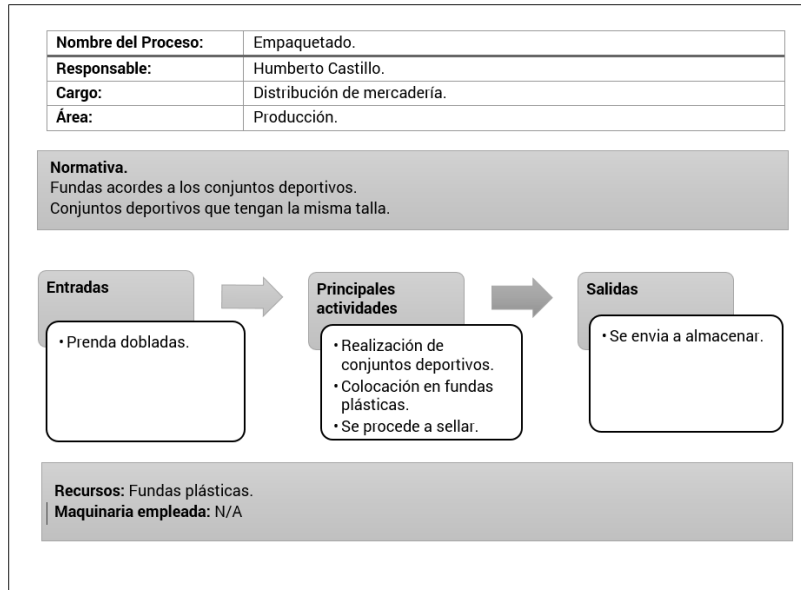 Nombre del Proceso: Empaquetado.
Responsable: Humberto Castillo.
Cargo: Distribución de mercadería.
Área: Producción.
Normativa.
Fundas acordes a los conjuntos deportivos.
Conjuntos deportivos que tengan la misma talla.
Entradas
• Prenda dobladas.
Principales
actividades
• Realización de
conjuntos deportivos.
• Colocación en fundas
plásticas.
• Se procede a sellar.
Salidas
• Se envia a almacenar.
Recursos: Fundas plásticas.
Maquinaria empleada: N/A